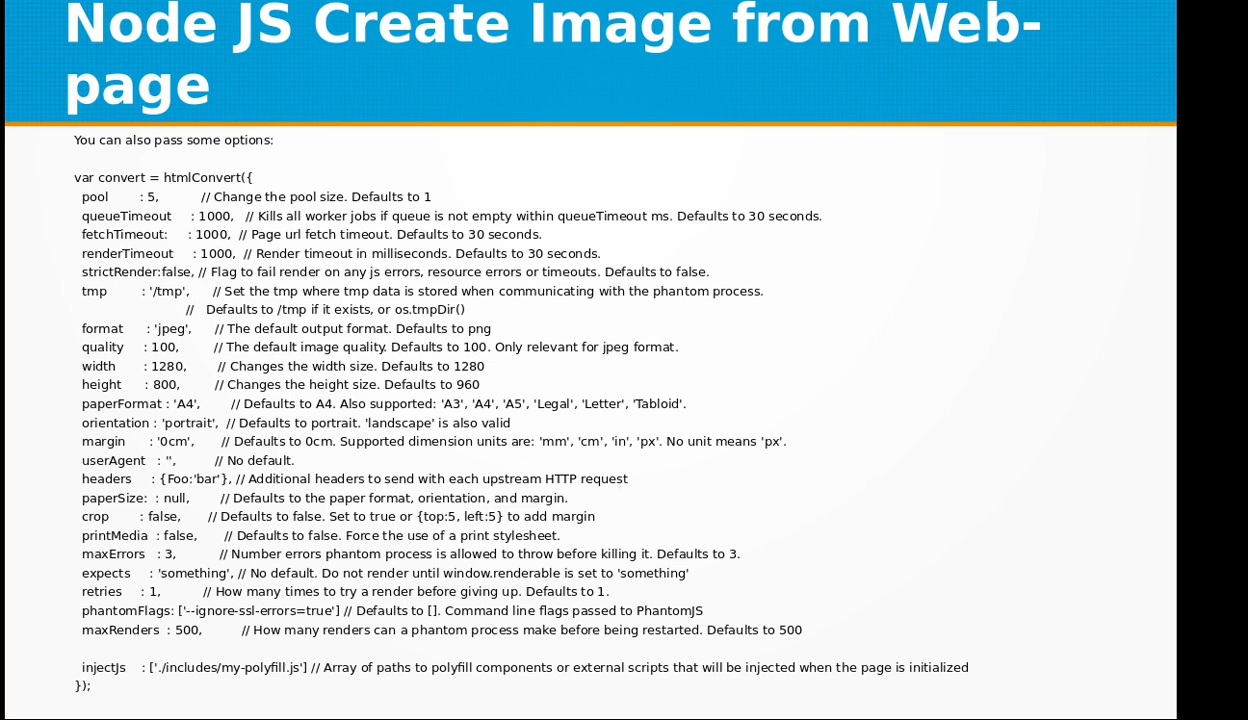 Node JS Create Image from Web-
page
You can also pass some options:
var convert = htmlConvert({
pool : 5, // Change the pool size. Defaults to 1
queueTimeout : 1000, // Kills all worker jobs if queue is not empty within queueTimeout ms. Defaults to 30 seconds.
fetchTimeout: : 1000, // Page url fetch timeout. Defaults to 30 seconds.
renderTimeout : 1000, // Render timeout in milliseconds. Defaults to 30 seconds.
strictRender:false, // Flag to fail render on any js errors, resource errors or timeouts. Defaults to false.
tmp : '/tmp', // Set the tmp where tmp data is stored when communicating with the phantom process.
// Defaults to /tmp if it exists, or os.tmpDir()
format : 'jpeg', // The default output format. Defaults to png
quality : 100, // The default image quality. Defaults to 100. Only relevant for jpeg format.
width : 1280, // Changes the width size. Defaults to 1280
height : 800, // Changes the height size. Defaults to 960
paperFormat : 'A4', // Defaults to A4. Also supported: 'A3', 'A4', 'A5', 'Legal', 'Letter', 'Tabloid'.
orientation : 'portrait', // Defaults to portrait. 'landscape' is also valid
margin : '0cm', // Defaults to 0cm. Supported dimension units are: 'mm', 'cm', 'in', 'px'. No unit means 'px'.
userAgent : '', // No default.
headers : {Foo:'bar'}, // Additional headers to send with each upstream HTTP request
paperSize: : null, // Defaults to the paper format, orientation, and margin.
crop : false, // Defaults to false. Set to true or {top:5, left:5} to add margin
printMedia : false, // Defaults to false. Force the use of a print stylesheet.
maxErrors : 3, // Number errors phantom process is allowed to throw before killing it. Defaults to 3.
expects : 'something', // No default. Do not render until window.renderable is set to 'something'
retries : 1, // How many times to try a render before giving up. Defaults to 1.
phantomFlags: ['--ignore-ssl-errors=true'] // Defaults to []. Command line flags passed to PhantomJS
maxRenders : 500, // How many renders can a phantom process make before being restarted. Defaults to 500
injectJs : ['./includes/my-polyfill.js'] // Array of paths to polyfill components or external scripts that will be injected when the page is initialized
});